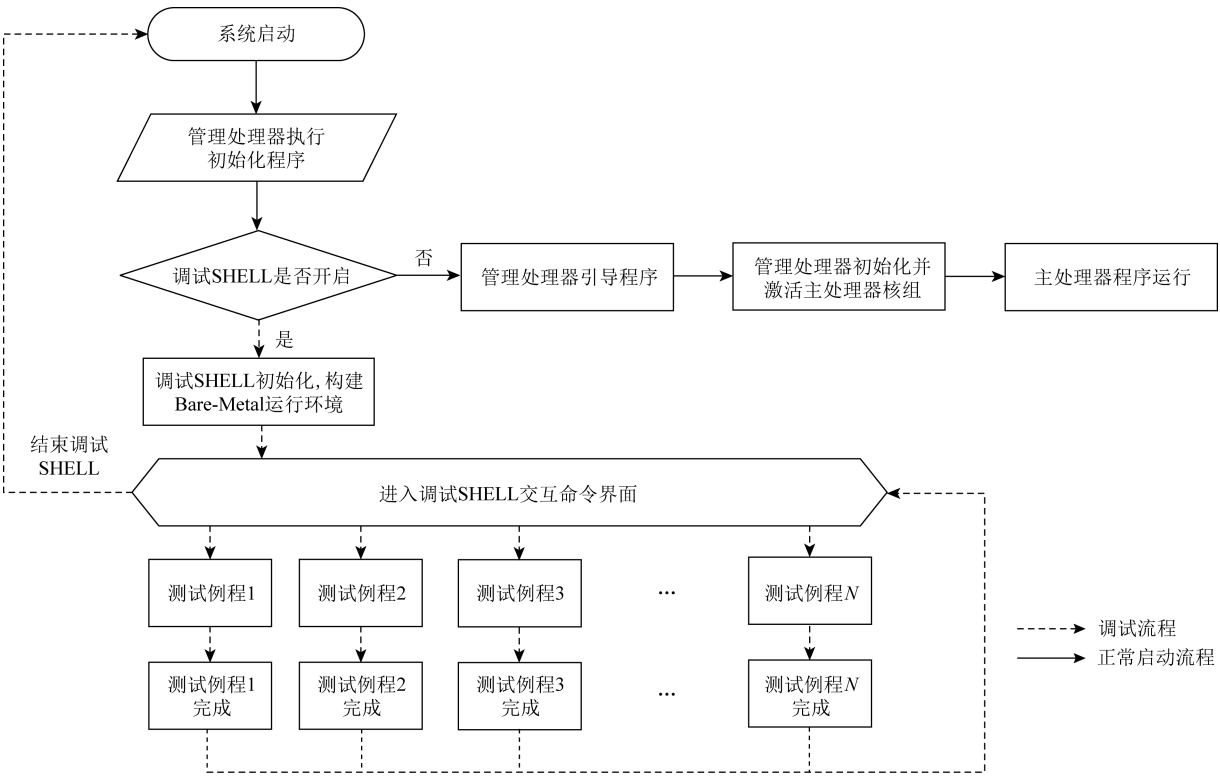 系统启动
管理处理器执行
初始化程序
调试SHELL是否开启
否
管理处理器引导程序
管理处理器初始化并
激活主处理器核组
主处理器程序运行
是
调试SHELL初始化,构建
Bare-Metal运行环境
结束调试
SHELL
进入调试SHELL交互命令界面
测试例程1
测试例程2
测试例程3
...
测试例程N
测试例程1
完成
测试例程2
完成
测试例程3
完成
...
测试例程N
完成
调试流程
正常启动流程